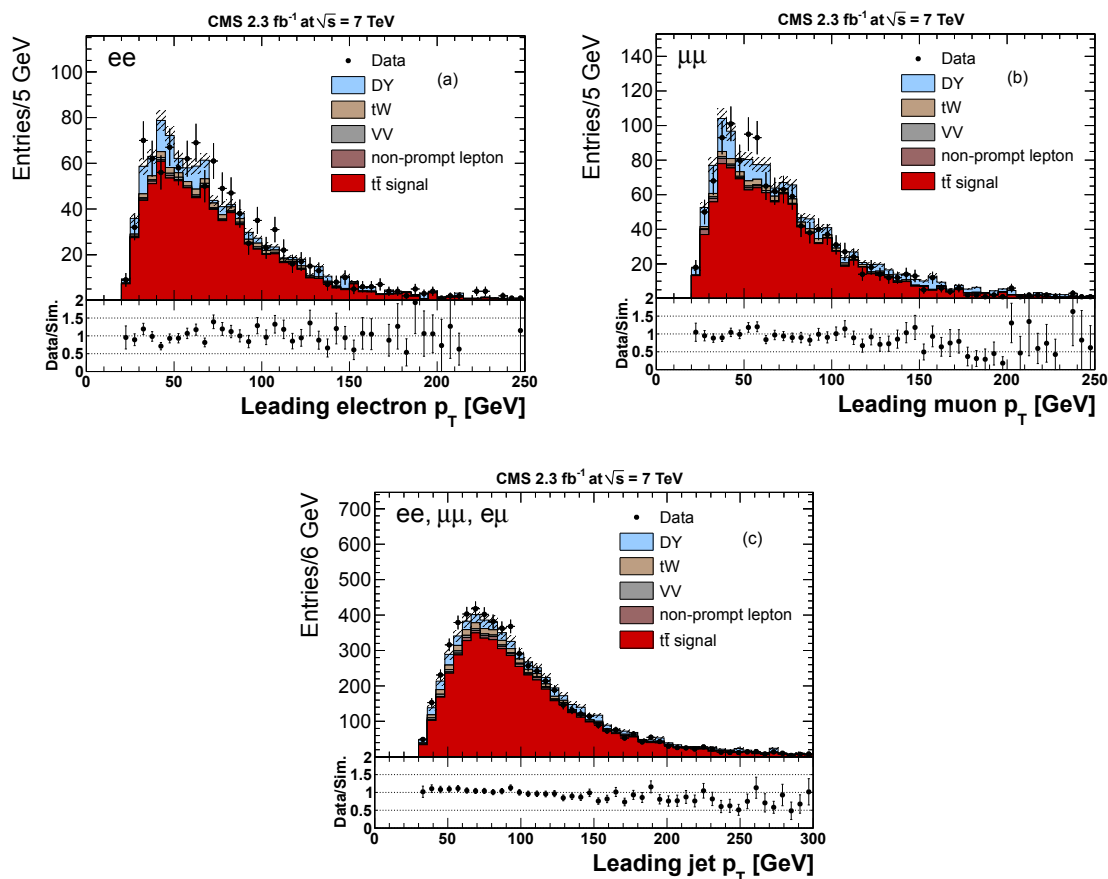 CMS 2.3 fb⁻¹ at √s = 7 TeV
ee
(a)
Data
DY
tW
VV
non-prompt lepton
tt̄ signal
Entries/5 GeV
100
80
60
40
20
2
1.5
1
0.5
Data/Sim.
0 50 100 150 200 250
Leading electron p_T [GeV]
CMS 2.3 fb⁻¹ at √s = 7 TeV
μμ
(b)
Data
DY
tW
VV
non-prompt lepton
tt̄ signal
Entries/5 GeV
140
120
100
80
60
40
20
2
1.5
1
0.5
Data/Sim.
0 50 100 150 200 250
Leading muon p_T [GeV]
CMS 2.3 fb⁻¹ at √s = 7 TeV
ee, μμ, eμ
(c)
Data
DY
tW
VV
non-prompt lepton
tt̄ signal
Entries/6 GeV
700
600
500
400
300
200
100
2
1.5
1
0.5
Data/Sim.
0 50 100 150 200 250 300
Leading jet p_T [GeV]